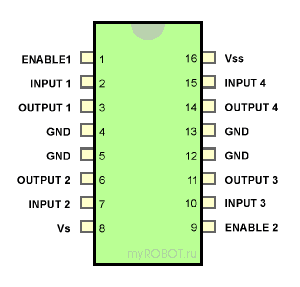 ENABLE1 1 16 Vss
INPUT 1 2 15 INPUT 4
OUTPUT 1 3 14 OUTPUT 4
GND 4 13 GND
GND 5 12 GND
OUTPUT 2 6 11 OUTPUT 3
INPUT 2 7 10 INPUT 3
Vs 8 9 ENABLE 2
myROBOT.ru